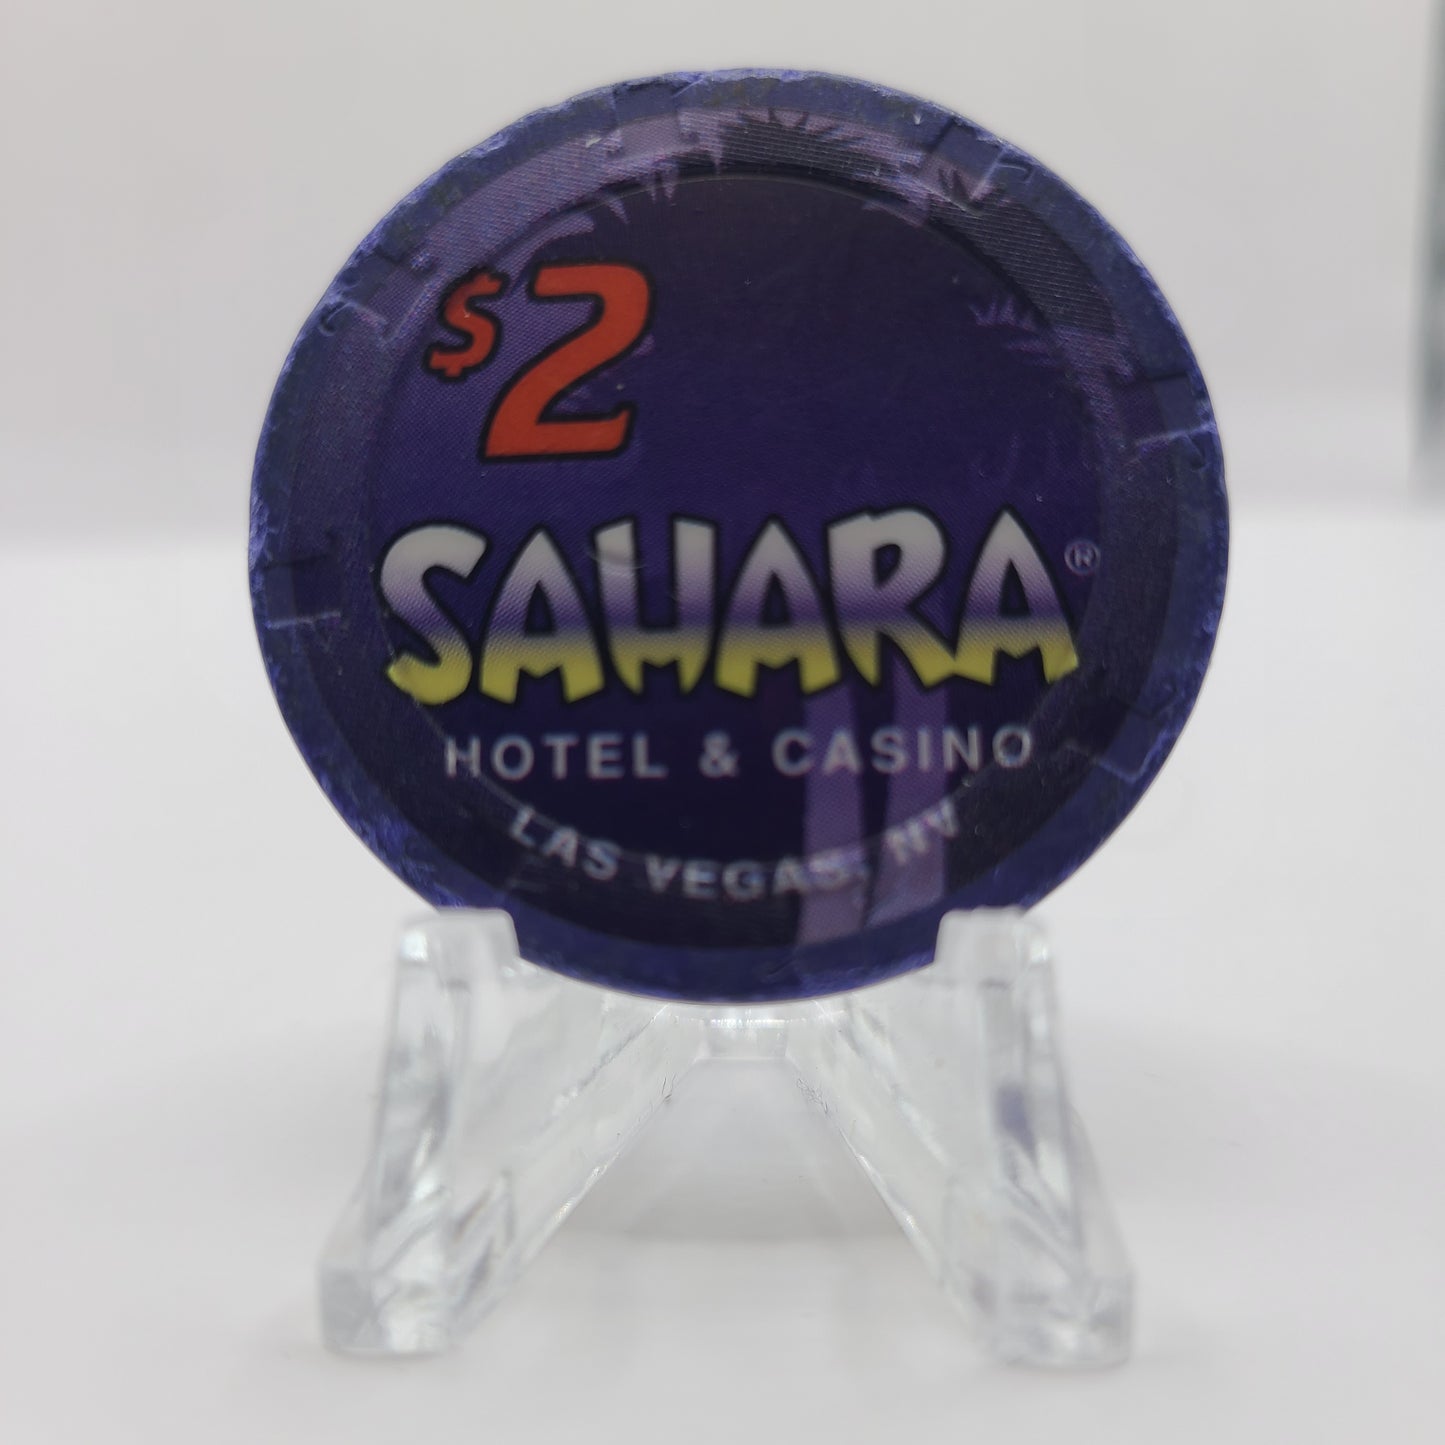 $2
SAHARA®
HOTEL & CASINO
LAS VEGAS, NV